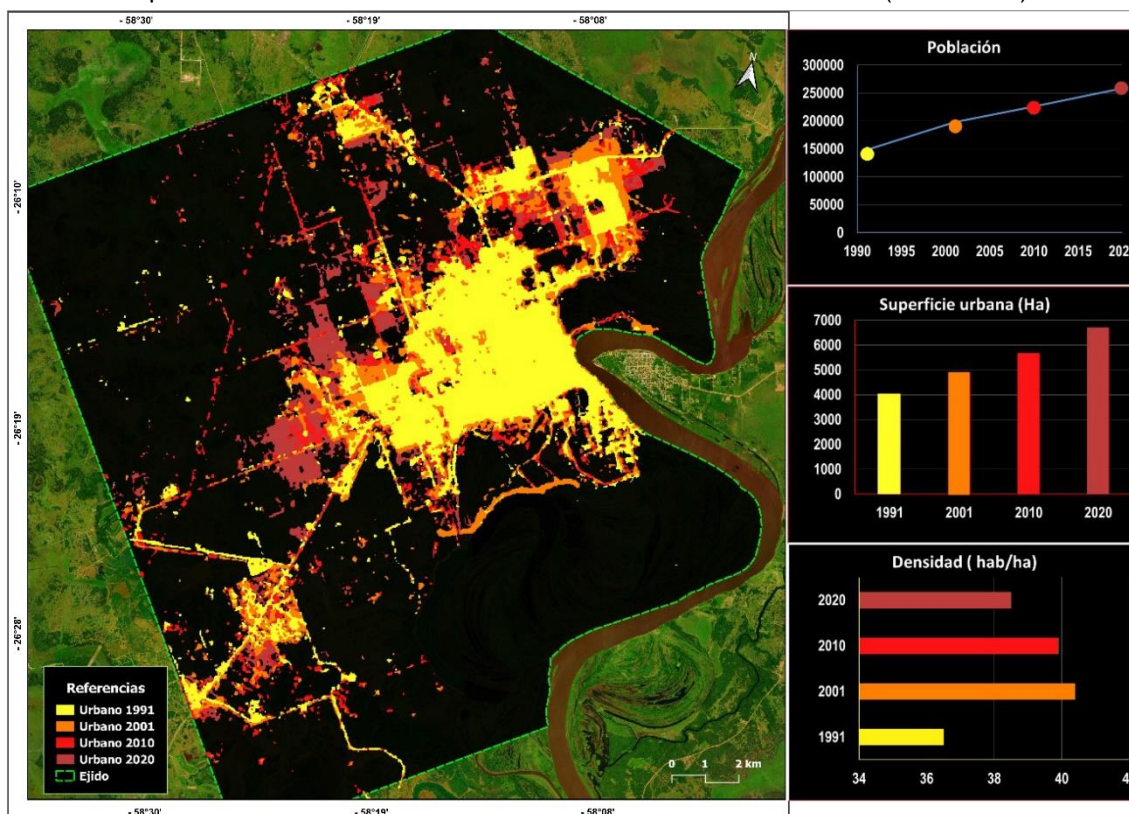 - 58°30'
- 58°19'
- 58°08'
- 26°10'
- 26°19'
- 26°28'
N
Referencias
Urbano 1991
Urbano 2001
Urbano 2010
Urbano 2020
Ejido
0 1 2 km
- 58°30'
- 58°19'
- 58°08'
Población
300000
250000
200000
150000
100000
50000
0
1990 1995 2000 2005 2010 2015 202
Superficie urbana (Ha)
7000
6000
5000
4000
3000
2000
1000
0
1991 2001 2010 2020
Densidad ( hab/ha)
2020
2010
2001
1991
34 36 38 40 4